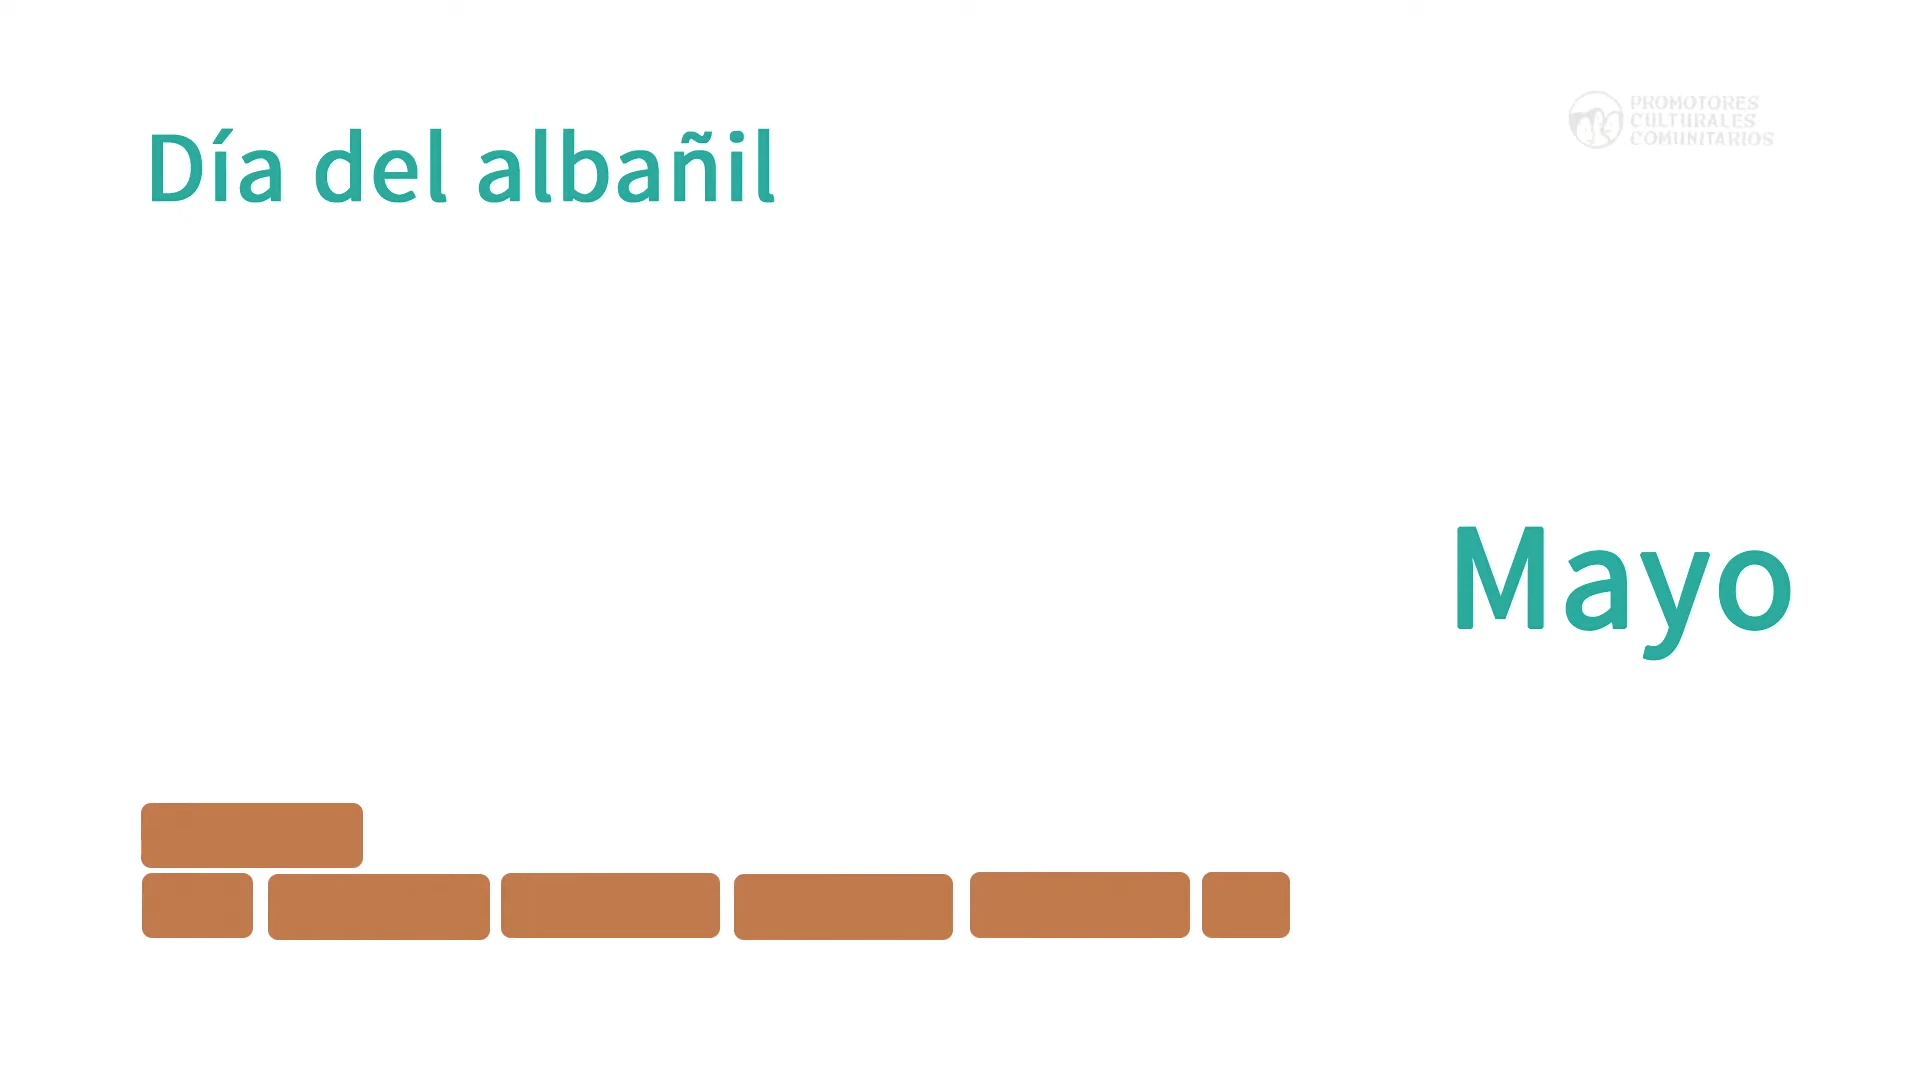 Día del albañil
PROMOTORES
CULTURALES
COMUNITARIOS
Mayo